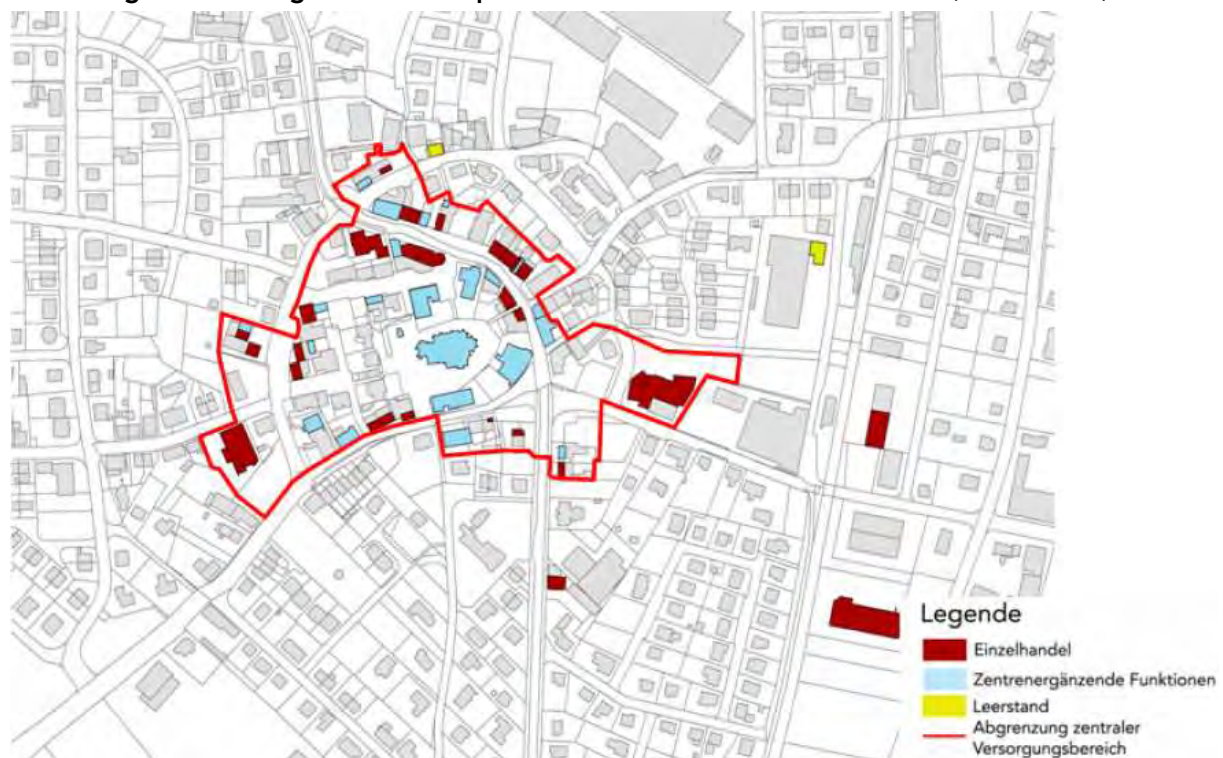 Legende
Einzelhandel
Zentrenergänzende Funktionen
Leerstand
Abgrenzung zentraler
Versorgungsbereich